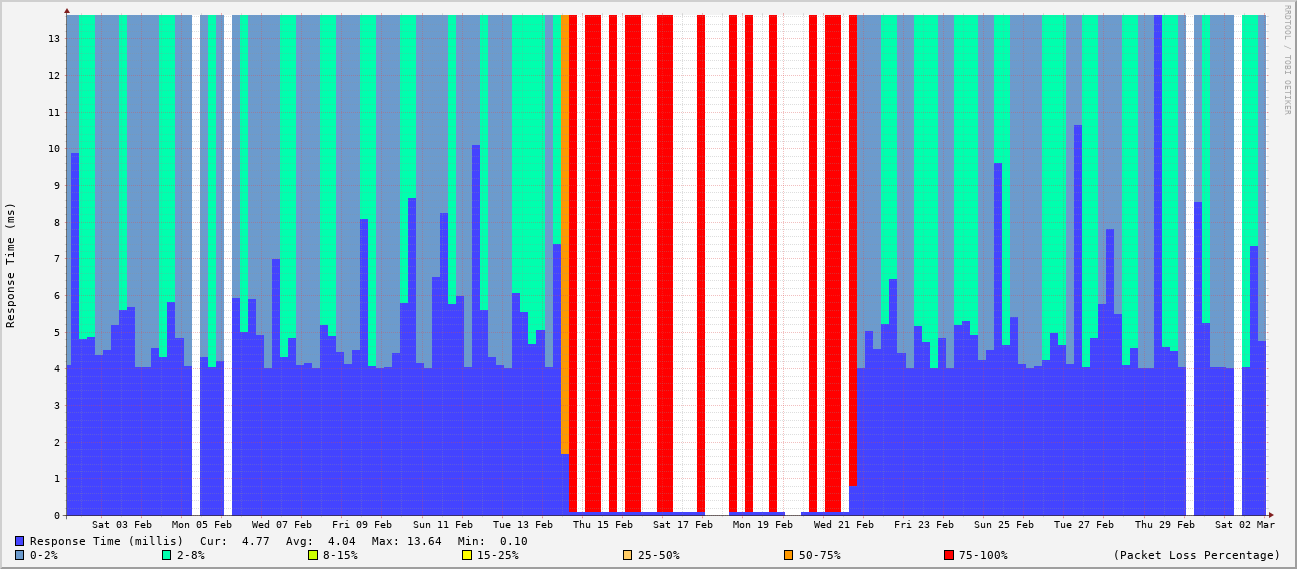 RRDTOOL / TOBI OETIKER
Response Time (ms)
13
12
11
10
9
8
7
6
5
4
3
2
1
0
Sat 03 Feb Mon 05 Feb Wed 07 Feb Fri 09 Feb Sun 11 Feb Tue 13 Feb Thu 15 Feb Sat 17 Feb Mon 19 Feb Wed 21 Feb Fri 23 Feb Sun 25 Feb Tue 27 Feb Thu 29 Feb Sat 02 Mar
Response Time (millis) Cur: 4.77 Avg: 4.04 Max: 13.64 Min: 0.10
0-2% 2-8% 8-15% 15-25% 25-50% 50-75% 75-100% (Packet Loss Percentage)